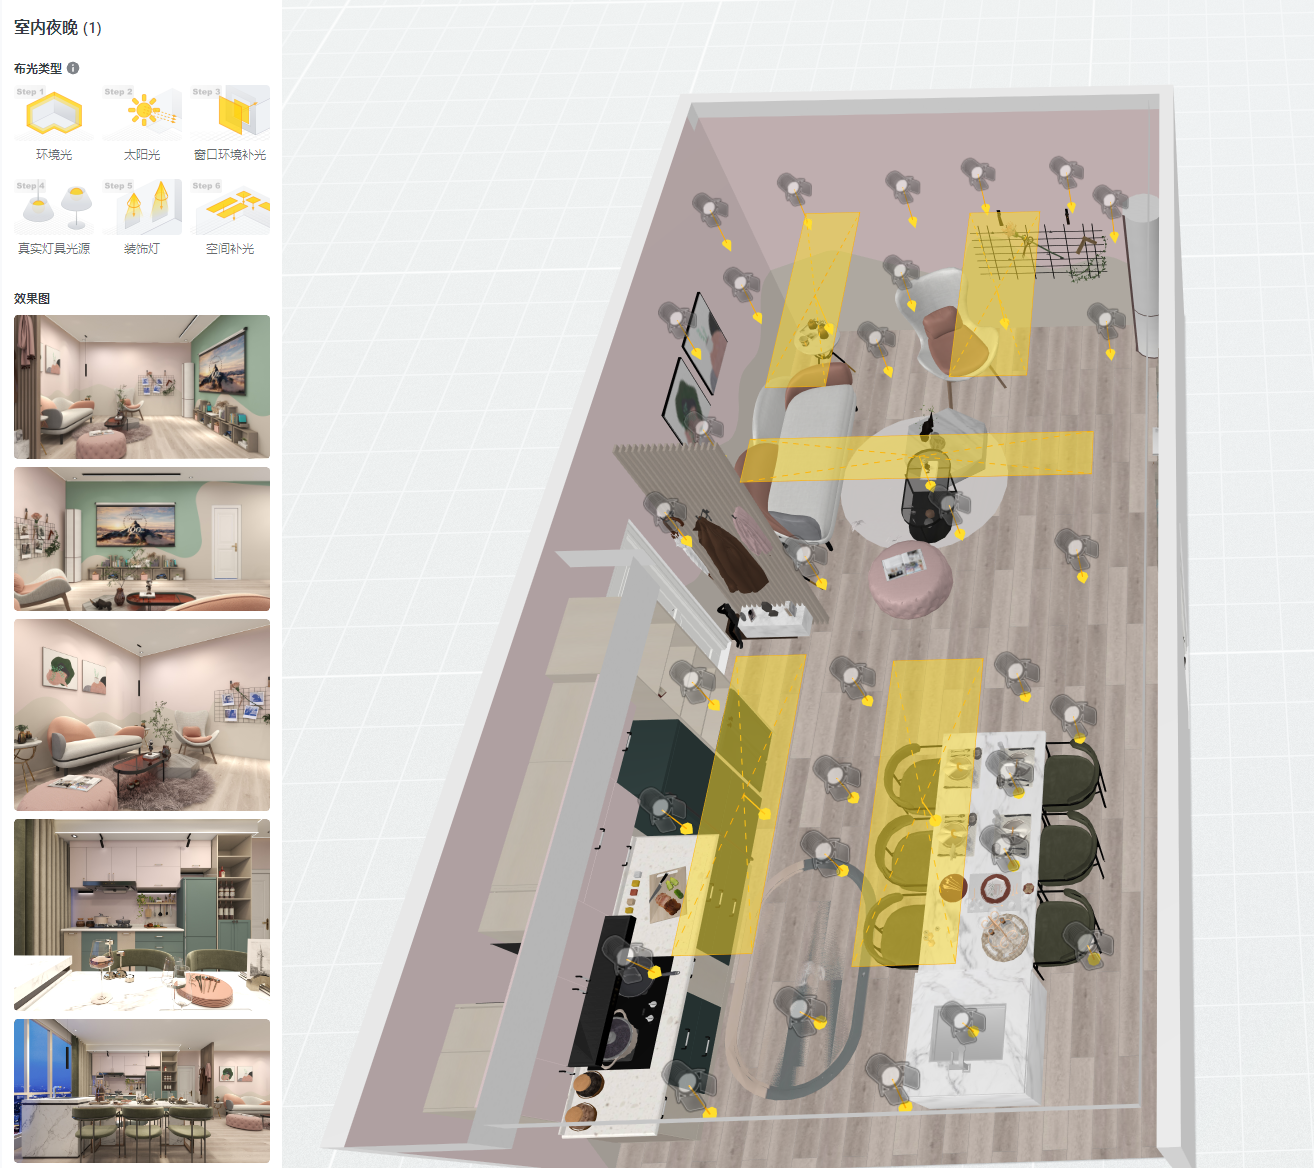 室内夜晚 (1)
布光类型
Step 1
Step 2
Step 3
环境光
太阳光
窗口环境补光
Step 4
Step 5
Step 6
真实灯具光源
装饰灯
空间补光
效果图